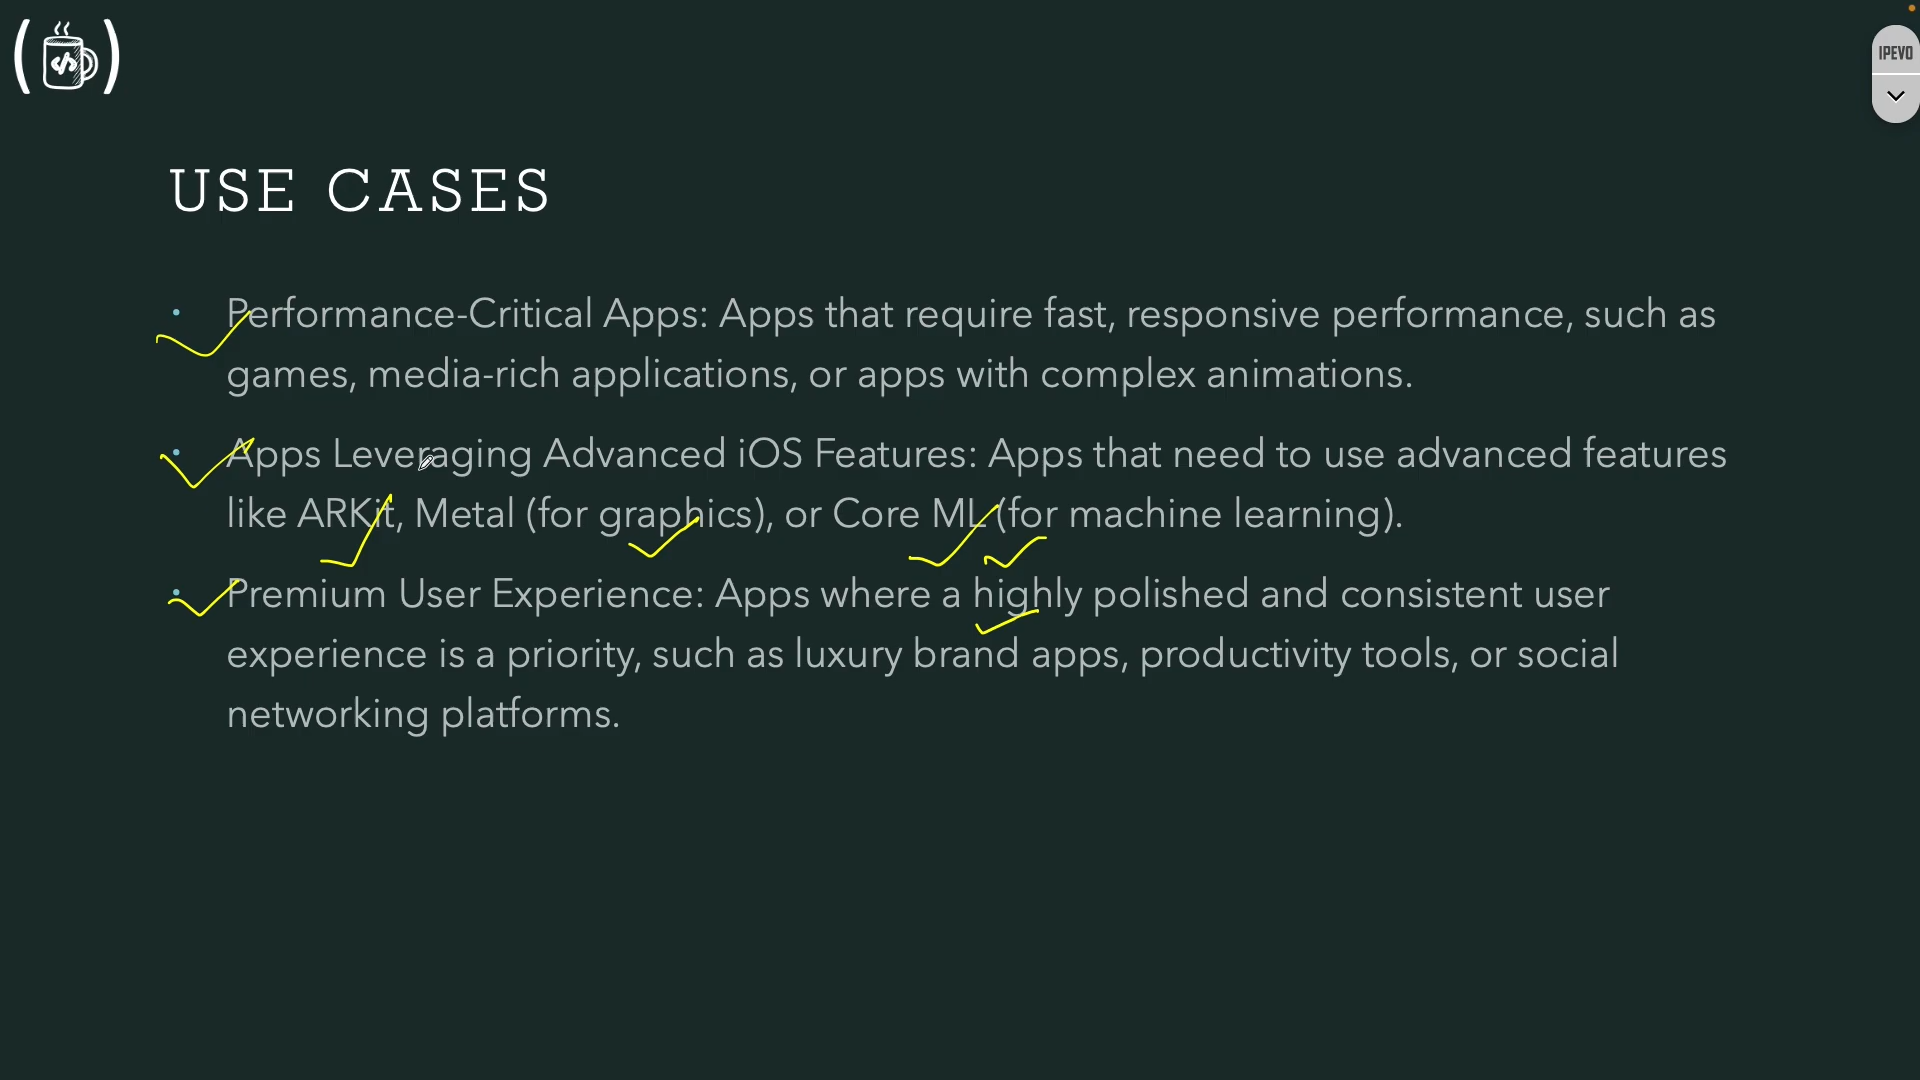 </>
IPEVO
USE CASES
• Performance-Critical Apps: Apps that require fast, responsive performance, such as
games, media-rich applications, or apps with complex animations.
• Apps Leveraging Advanced iOS Features: Apps that need to use advanced features
like ARKit, Metal (for graphics), or Core ML (for machine learning).
• Premium User Experience: Apps where a highly polished and consistent user
experience is a priority, such as luxury brand apps, productivity tools, or social
networking platforms.